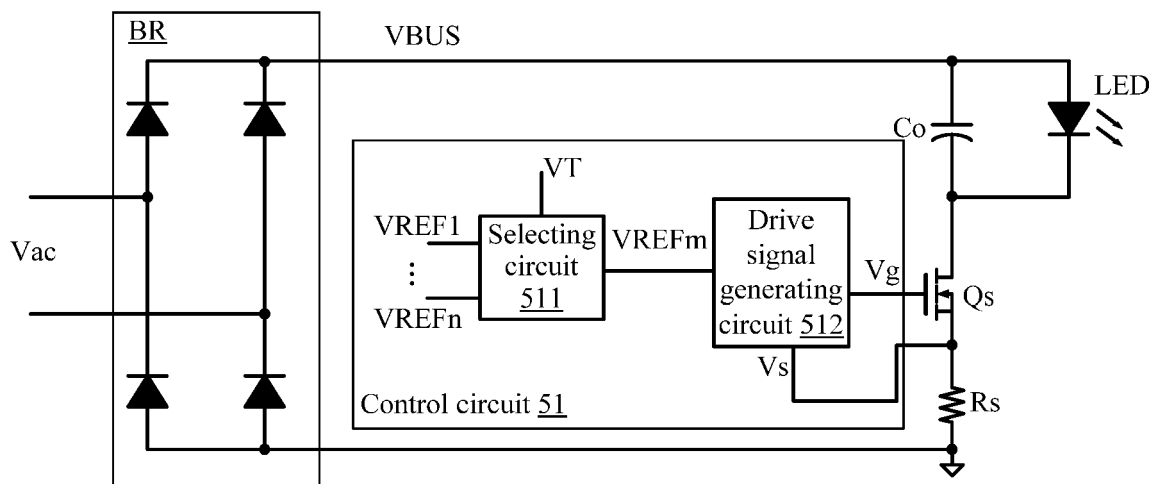 BR
VBUS
LED
Co
VT
VREF1
Selecting
circuit
511
VREFm
Drive
signal
generating
circuit 512
Vg
Qs
Vac
⋮
VREFn
Vs
Rs
Control circuit 51